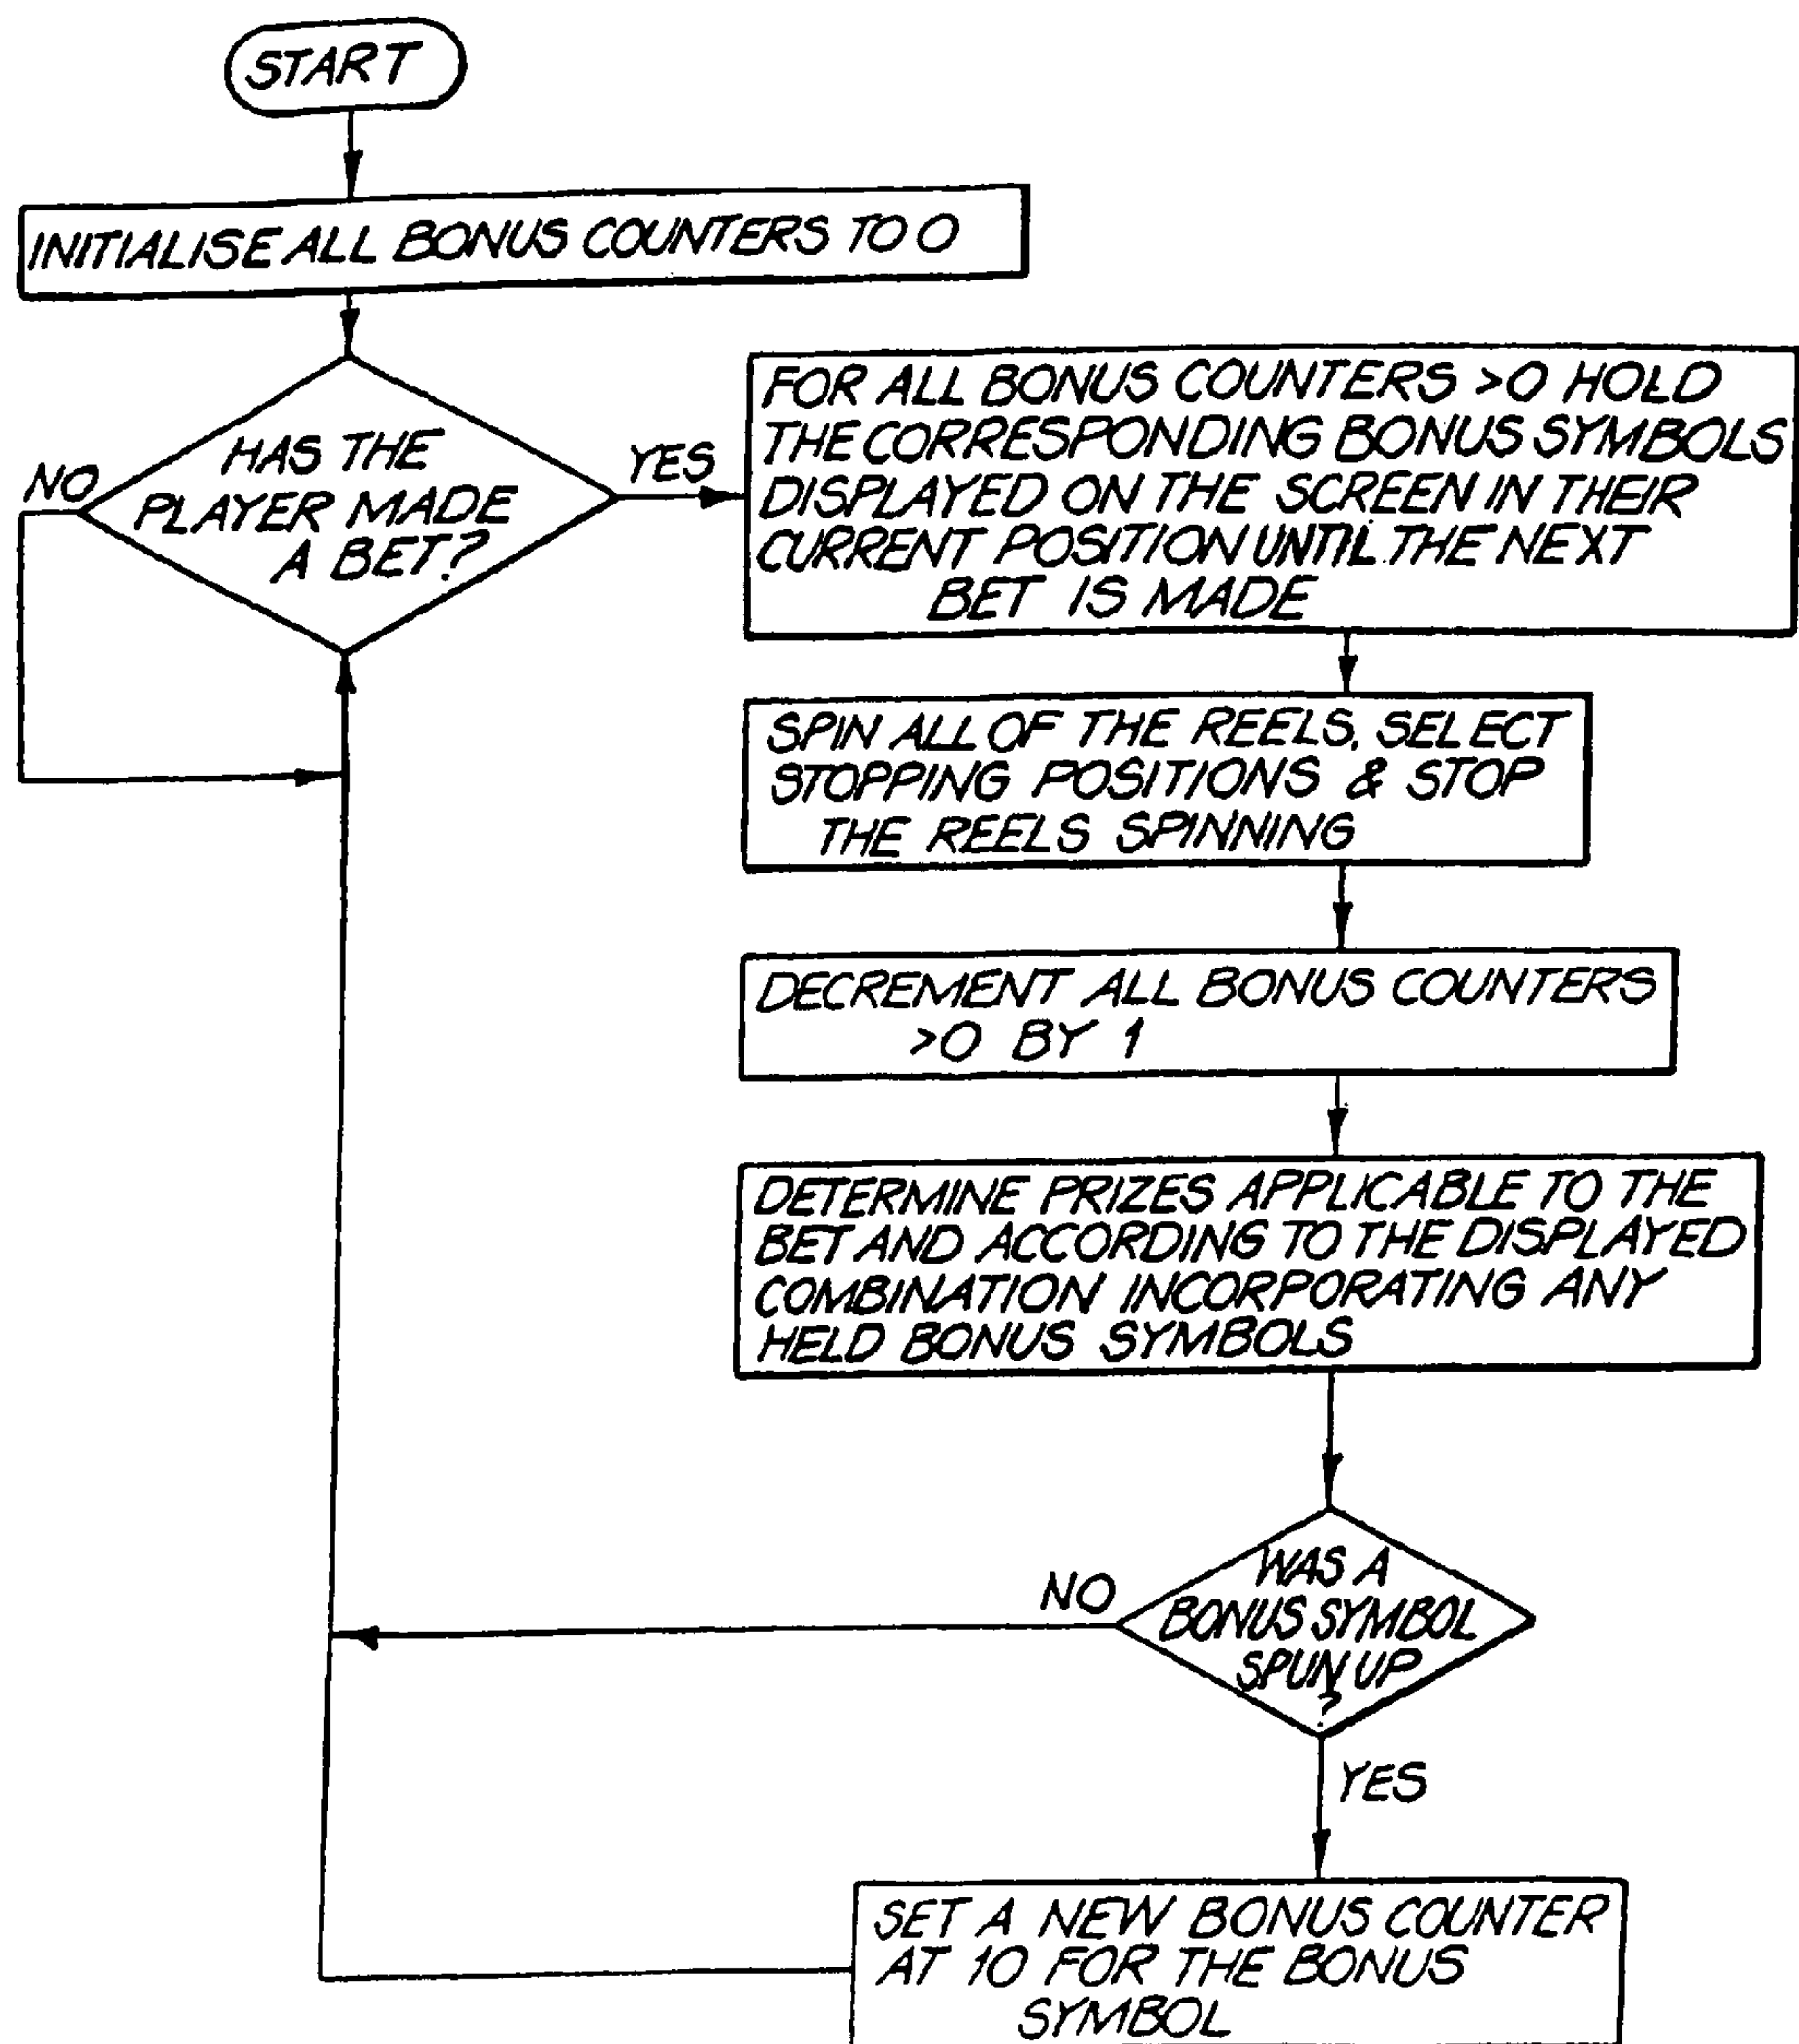 START
INITIALISE ALL BONUS COUNTERS TO 0
HAS THE
PLAYER MADE
A BET?
NO
YES
FOR ALL BONUS COUNTERS >0 HOLD
THE CORRESPONDING BONUS SYMBOLS
DISPLAYED ON THE SCREEN IN THEIR
CURRENT POSITION UNTIL THE NEXT
BET IS MADE
SPIN ALL OF THE REELS, SELECT
STOPPING POSITIONS & STOP
THE REELS SPINNING
DECREMENT ALL BONUS COUNTERS
>0 BY 1
DETERMINE PRIZES APPLICABLE TO THE
BET AND ACCORDING TO THE DISPLAYED
COMBINATION INCORPORATING ANY
HELD BONUS SYMBOLS
WAS A
BONUS SYMBOL
SPUN UP
?
NO
YES
SET A NEW BONUS COUNTER
AT 10 FOR THE BONUS
SYMBOL